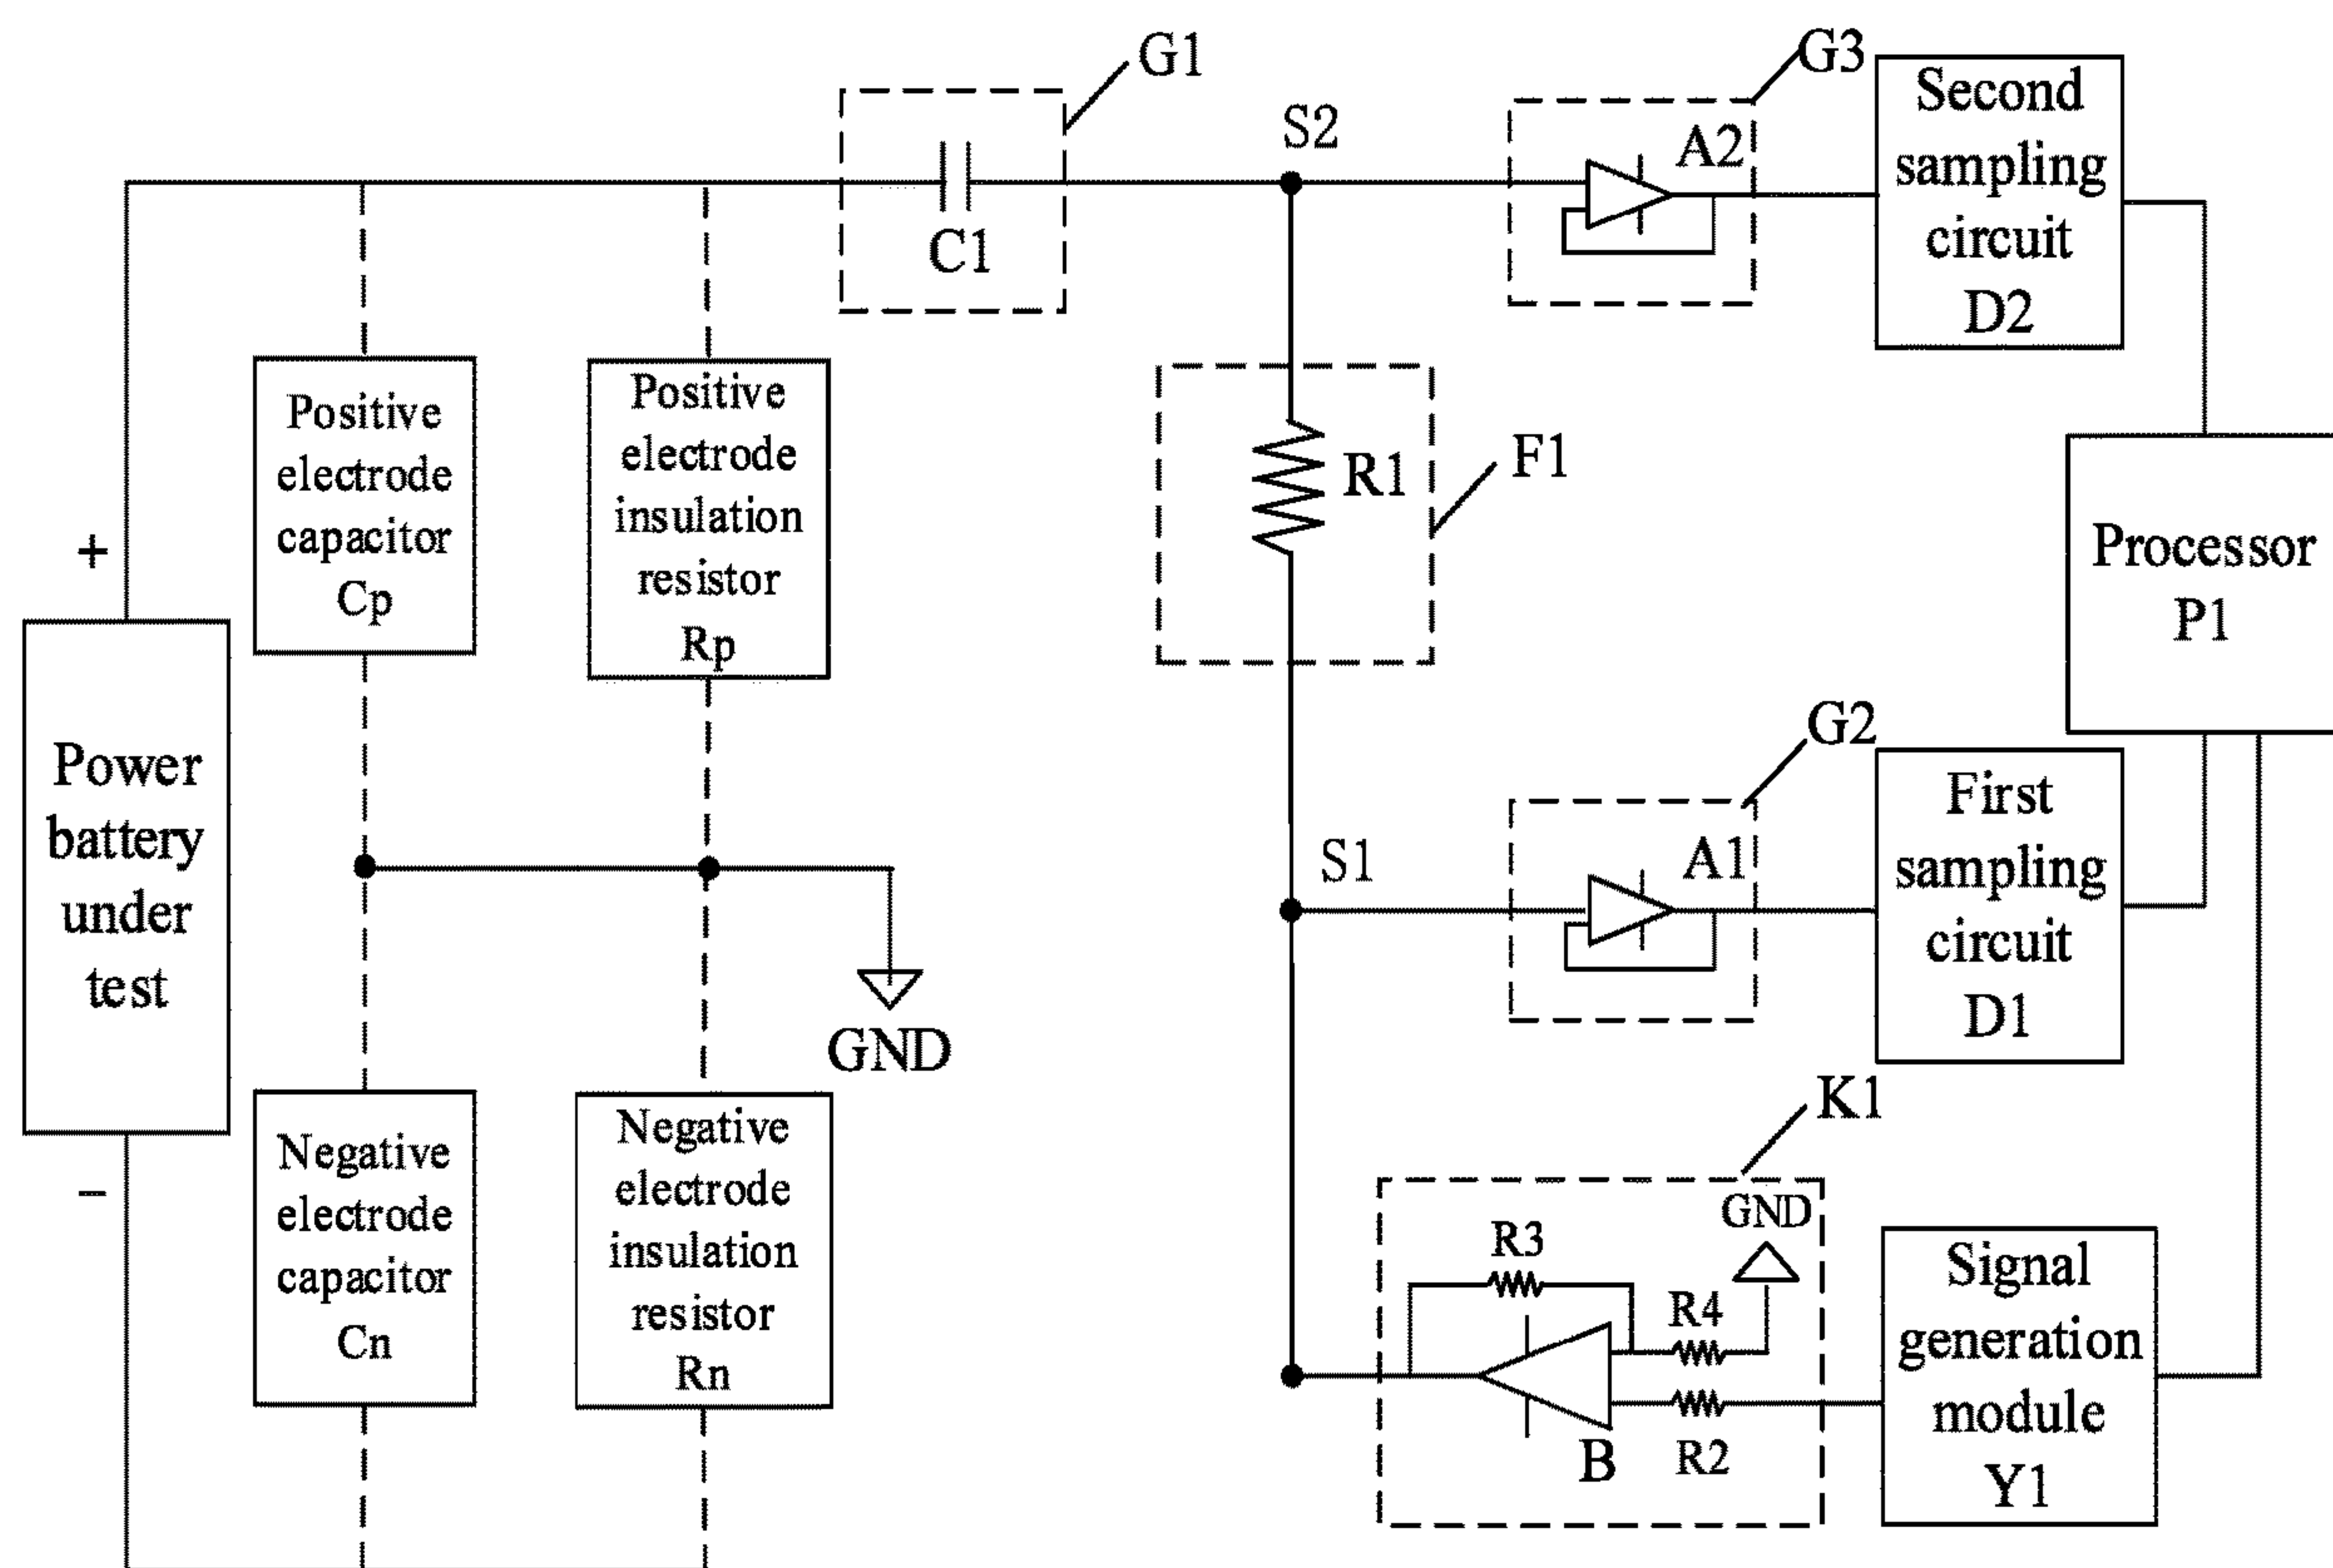 G1
G3
S2
A2
C1
Second
sampling
circuit
D2
Positive
electrode
capacitor
Cp
Positive
electrode
insulation
resistor
Rp
R1
F1
Processor
P1
+
Power
battery
under
test
−
GND
S1
G2
A1
First
sampling
circuit
D1
K1
Negative
electrode
capacitor
Cn
Negative
electrode
insulation
resistor
Rn
GND
R3
R4
B
R2
Signal
generation
module
Y1